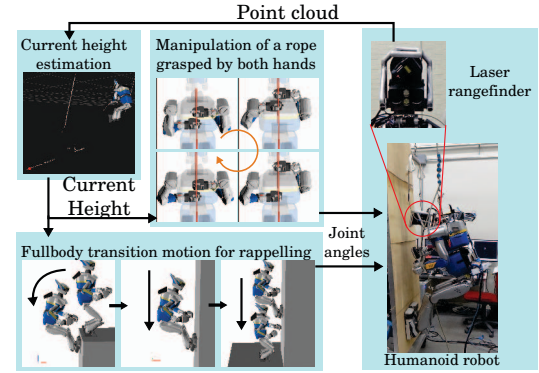 Point cloud
Current height
estimation
Manipulation of a rope
grasped by both hands
Laser
rangefinder
Current
Height
Fullbody transition motion for rappelling
Joint
angles
Humanoid robot